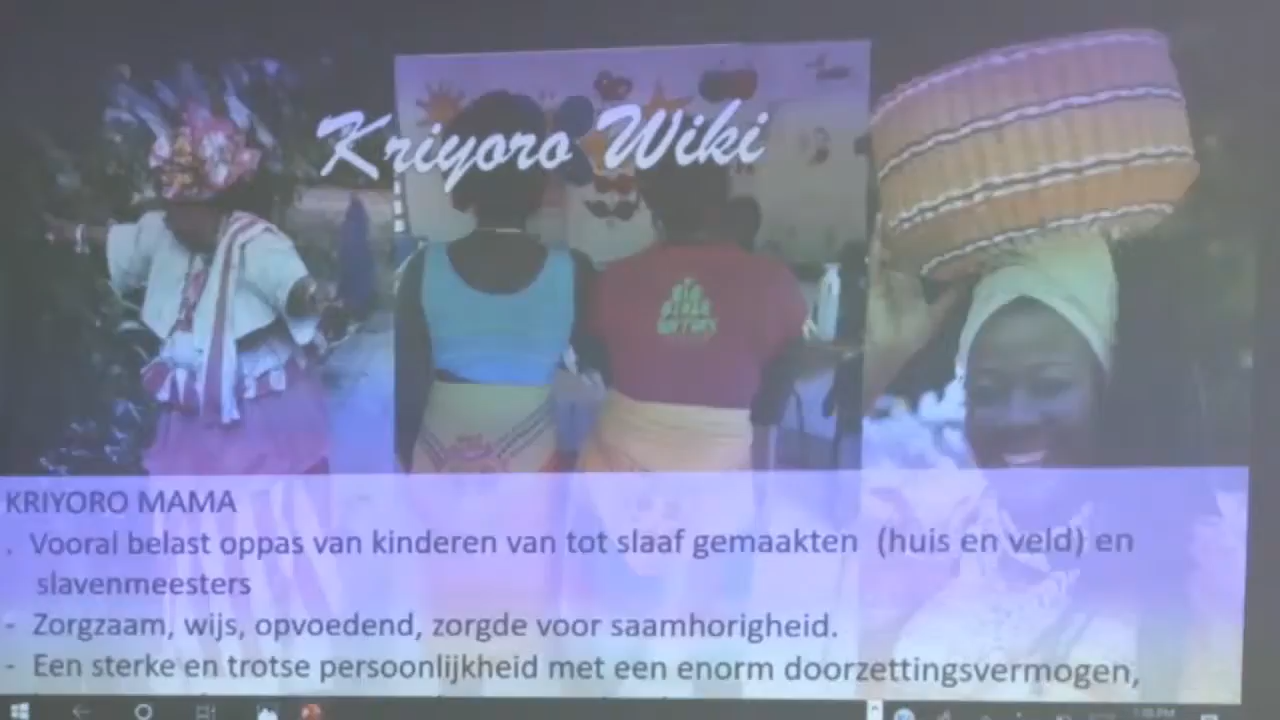 Kriyoro Wiki
KRIYORO MAMA
. Vooral belast oppas van kinderen van tot slaaf gemaakten (huis en veld) en
slavenmeesters
- Zorgzaam, wijs, opvoedend, zorgde voor saamhorigheid.
- Een sterke en trotse persoonlijkheid met een enorm doorzettingsvermogen,